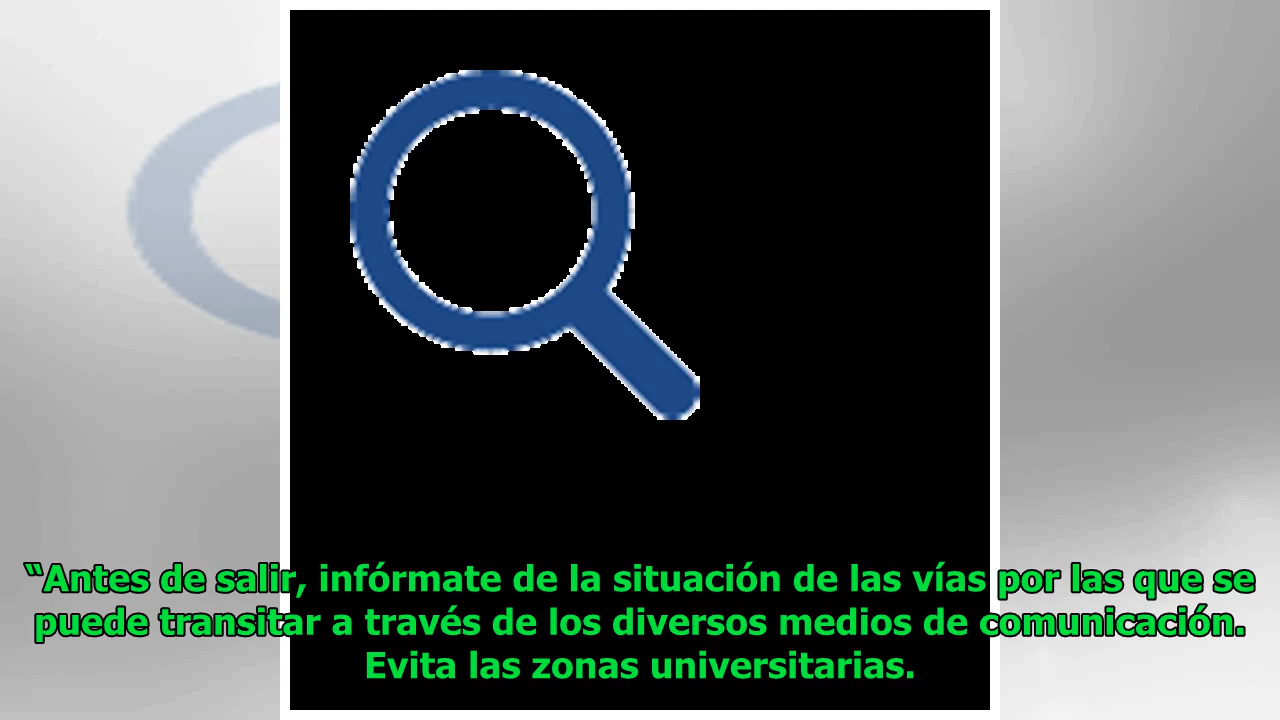 “Antes de salir, infórmate de la situación de las vías por las que se
puede transitar a través de los diversos medios de comunicación.
Evita las zonas universitarias.